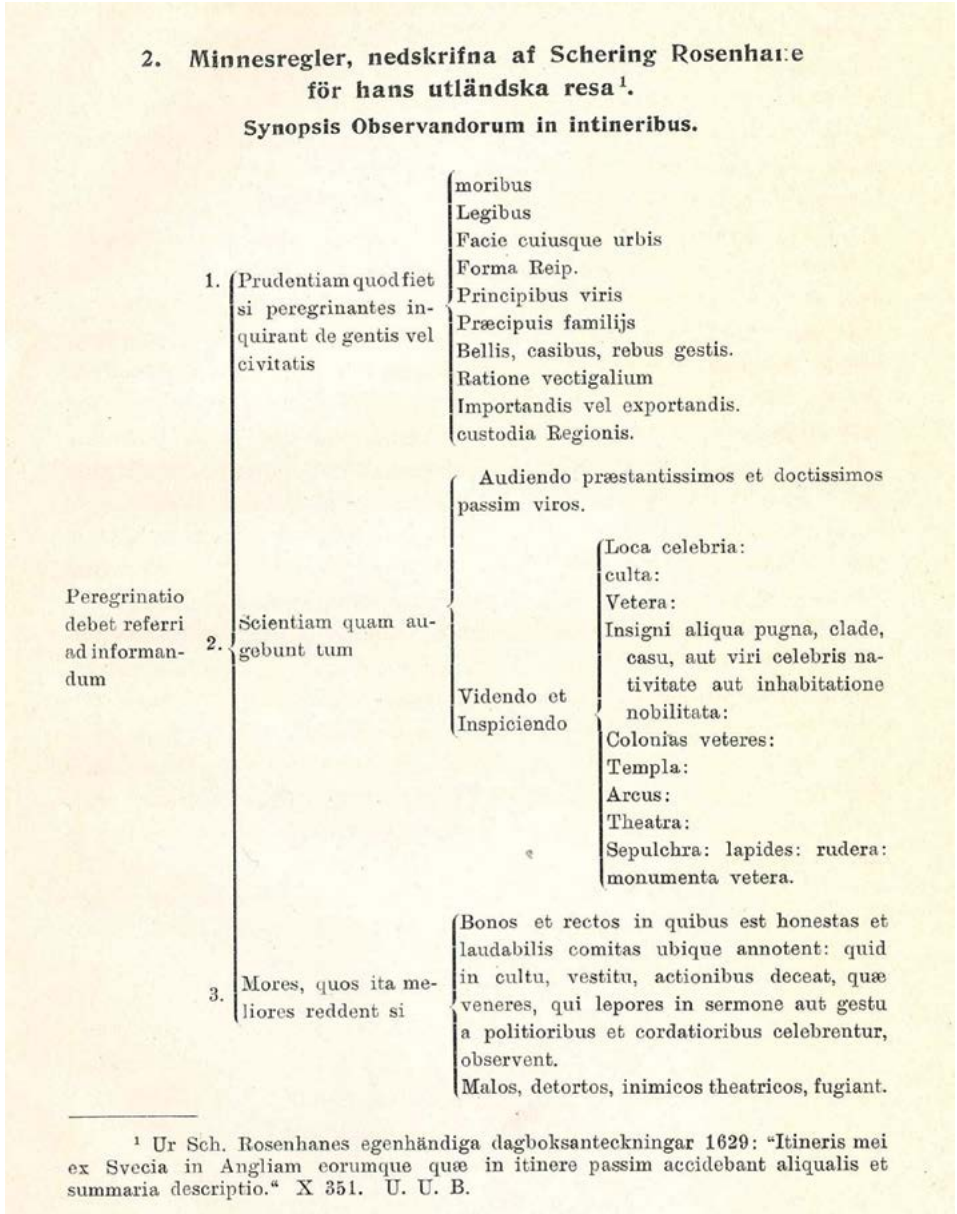 2. Minnesregler, nedskrifna af Schering Rosenhane
för hans utländska resa¹.
Synopsis Observandorum in intineribus.
Peregrinatio
debet referri
ad informan-
dum
1. Prudentiam quod fiet
si peregrinantes in-
quirant de gentis vel
civitatis
moribus
Legibus
Facie cuiusque urbis
Forma Reip.
Principibus viris
Præcipuis familijs
Bellis, casibus, rebus gestis.
Ratione vectigalium
Importandis vel exportandis.
custodia Regionis.
2. Scientiam quam au-
gebunt tum
Audiendo præstantissimos et doctissimos
passim viros.
Videndo et
Inspiciendo
Loca celebria:
culta:
Vetera:
Insigni aliqua pugna, clade,
casu, aut viri celebris na-
tivitate aut inhabitatione
nobilitata:
Colonias veteres:
Templa:
Arcus:
Theatra:
Sepulchra: lapides: rudera:
monumenta vetera.
3. Mores, quos ita me-
liores reddent si
Bonos et rectos in quibus est honestas et
laudabilis comitas ubique annotent: quid
in cultu, vestitu, actionibus deceat, quæ
veneres, qui lepores in sermone aut gestu
a politioribus et cordatioribus celebrentur,
observent.
Malos, detortos, inimicos theatricos, fugiant.
¹ Ur Sch. Rosenhanes egenhändiga dagboksanteckningar 1629: “Itineris mei
ex Svecia in Angliam eorumque quæ in itinere passim accidebant aliqualis et
summaria descriptio.“ X 351. U. U. B.